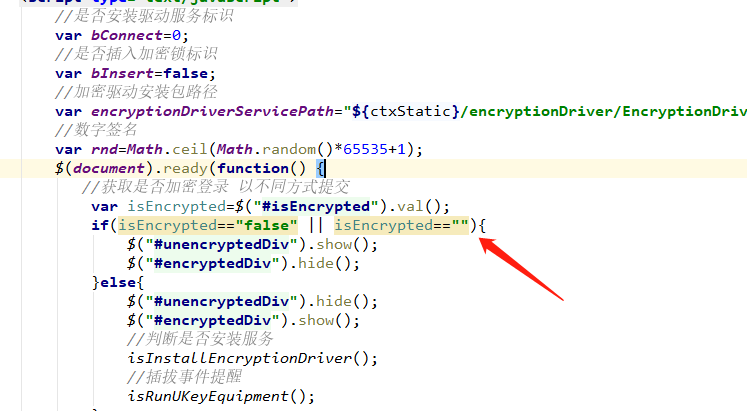 <script type="text/javascript">
//是否安装驱动服务标识
var bConnect=0;
//是否插入加密锁标识
var bInsert=false;
//加密驱动安装包路径
var encryptionDriverServicePath="${ctxStatic}/encryptionDriver/EncryptionDriv
//数字签名
var rnd=Math.ceil(Math.random()*65535+1);
$(document).ready(function() {
//获取是否加密登录 以不同方式提交
var isEncrypted=$("#isEncrypted").val();
if(isEncrypted=="false" || isEncrypted==""){
$("#unencryptedDiv").show();
$("#encryptedDiv").hide();
}else{
$("#unencryptedDiv").hide();
$("#encryptedDiv").show();
//判断是否安装服务
isInstallEncryptionDriver();
//插拔事件提醒
isRunUKeyEquipment();